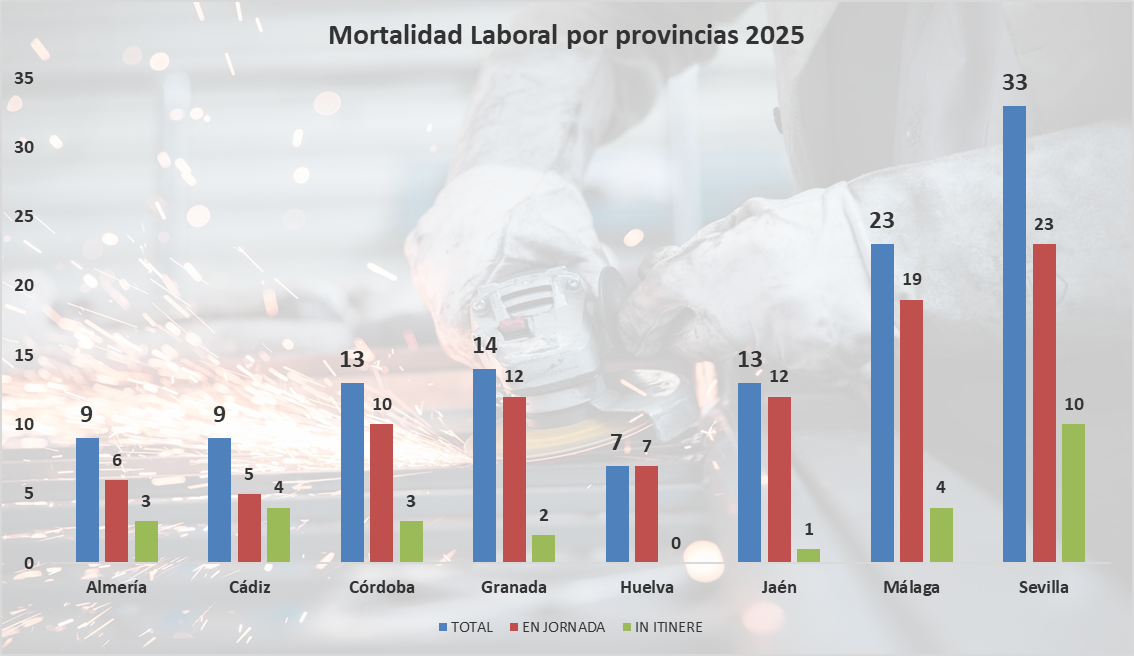 Mortalidad Laboral por provincias 2025
35
30
25
20
15
10
5
0
9 6 3
9 5 4
13 10 3
14 12 2
7 7 0
13 12 1
23 19 4
33 23 10
Almería Cádiz Córdoba Granada Huelva Jaén Málaga Sevilla
TOTAL EN JORNADA IN ITINERE